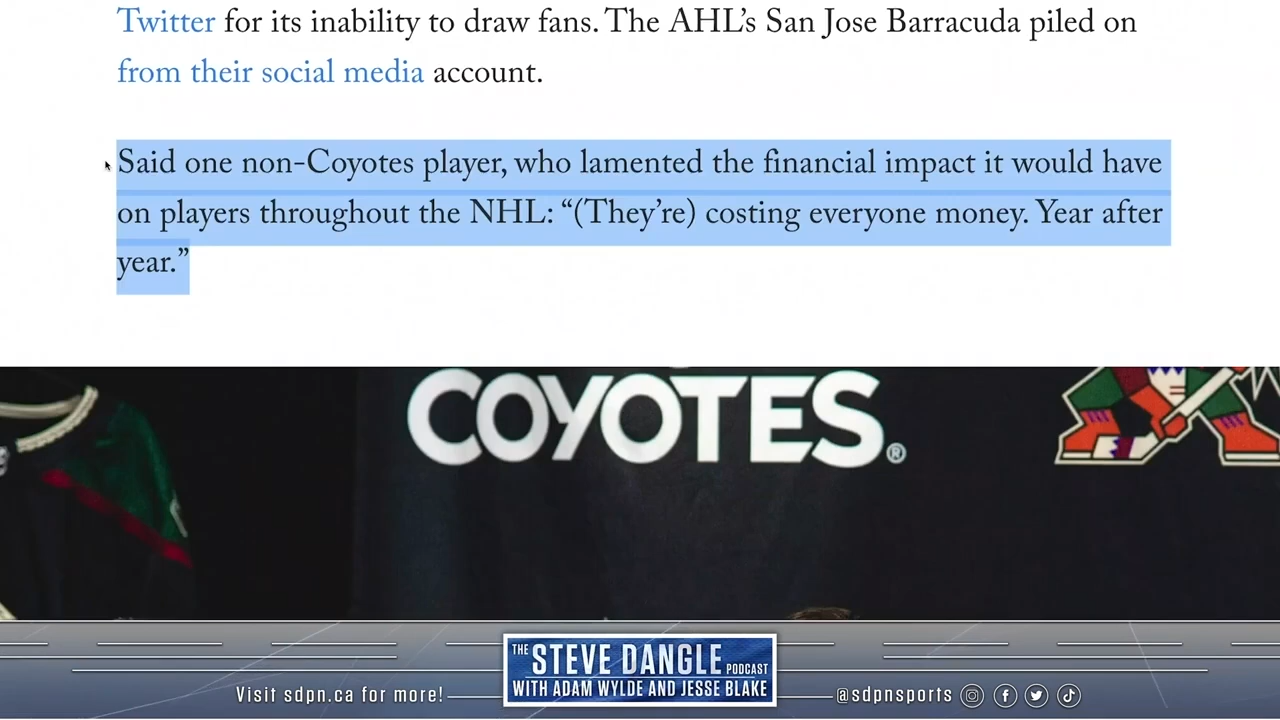 Twitter for its inability to draw fans. The AHL’s San Jose Barracuda piled on
from their social media account.
Said one non-Coyotes player, who lamented the financial impact it would have
on players throughout the NHL: “(They’re) costing everyone money. Year after
year.”
COYOTES®
THE STEVE DANGLE PODCAST
WITH ADAM WYLDE AND JESSE BLAKE
Visit sdpn.ca for more!
@sdpnsports